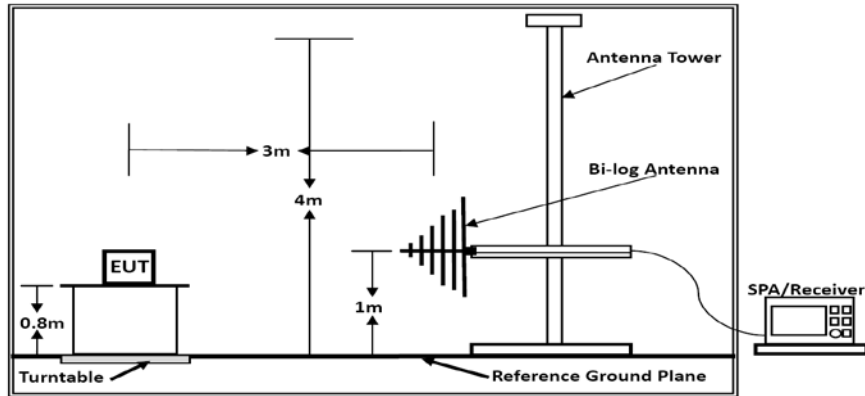 Antenna Tower
3m
Bi-log Antenna
4m
EUT
SPA/Receiver
0.8m
1m
Turntable
Reference Ground Plane